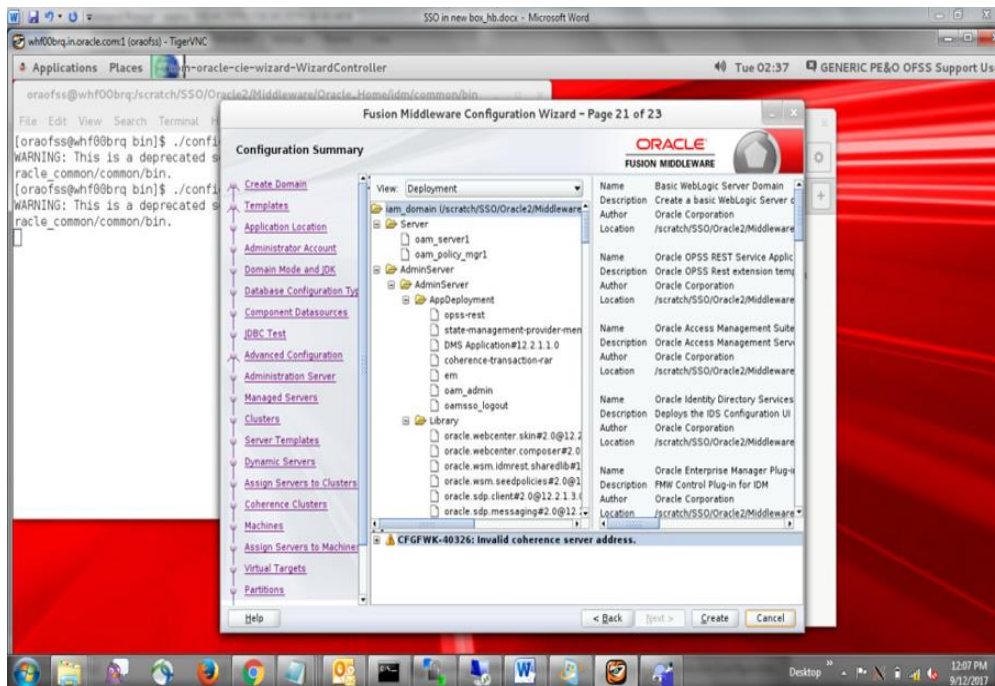 SSO in new box_hb.docx - Microsoft Word
whf00brq.in.oracle.com:1 (oraofss) - TigerVNC
Applications Places -oracle-cie-wizard-WizardController Tue 02:37 GENERIC PE&O OFSS Support Us
oraofss@whf00brq:/scratch/SSO/Oracle2/Middleware/Oracle_Home/idm/common/bin
File Edit View Search Terminal H
[oraofss@whf00brq bin]$ ./confi
WARNING: This is a deprecated s
racle_common/common/bin.
[oraofss@whf00brq bin]$ ./confi
WARNING: This is a deprecated s
racle_common/common/bin.
Fusion Middleware Configuration Wizard - Page 21 of 23
Configuration Summary
ORACLE
FUSION MIDDLEWARE
Create Domain
Templates
Application Location
Administrator Account
Domain Mode and JDK
Database Configuration Typ
Component Datasources
JDBC Test
Advanced Configuration
Administration Server
Managed Servers
Clusters
Server Templates
Dynamic Servers
Assign Servers to Clusters
Coherence Clusters
Machines
Assign Servers to Machine
Virtual Targets
Partitions
View: Deployment
iam_domain (/scratch/SSO/Oracle2/Middleware
Server
oam_server1
oam_policy_mgr1
AdminServer
AdminServer
AppDeployment
opss-rest
state-management-provider-mem
DMS Application#12.2.1.1.0
coherence-transaction-rar
em
oam_admin
oamsso_logout
Library
oracle.webcenter.skin#2.0@12.2
oracle.webcenter.composer#2.0
oracle.wsm.idmrest.sharedlib#1
oracle.wsm.seedpolicies#2.0@1
oracle.sdp.client#2.0@12.2.1.3.0
oracle.sdp.messaging#2.0@12.
Name Basic WebLogic Server Domain
Description Create a basic WebLogic Server d
Author Oracle Corporation
Location /scratch/SSO/Oracle2/Middleware
Name Oracle OPSS REST Service Applic
Description Oracle OPSS Rest extension temp
Author Oracle Corporation
Location /scratch/SSO/Oracle2/Middleware
Name Oracle Access Management Suite
Description Oracle Access Management Serv
Author Oracle Corporation
Location /scratch/SSO/Oracle2/Middleware
Name Oracle Identity Directory Services
Description Deploys the IDS Configuration UI
Author Oracle Corporation
Location /scratch/SSO/Oracle2/Middleware
Name Oracle Enterprise Manager Plug-i
Description FMW Control Plug-in for IDM
Author Oracle Corporation
Location /scratch/SSO/Oracle2/Middleware
CFGFWK-40326: Invalid coherence server address.
Help
< Back Next > Create Cancel
Desktop
12:07 PM
9/12/2017